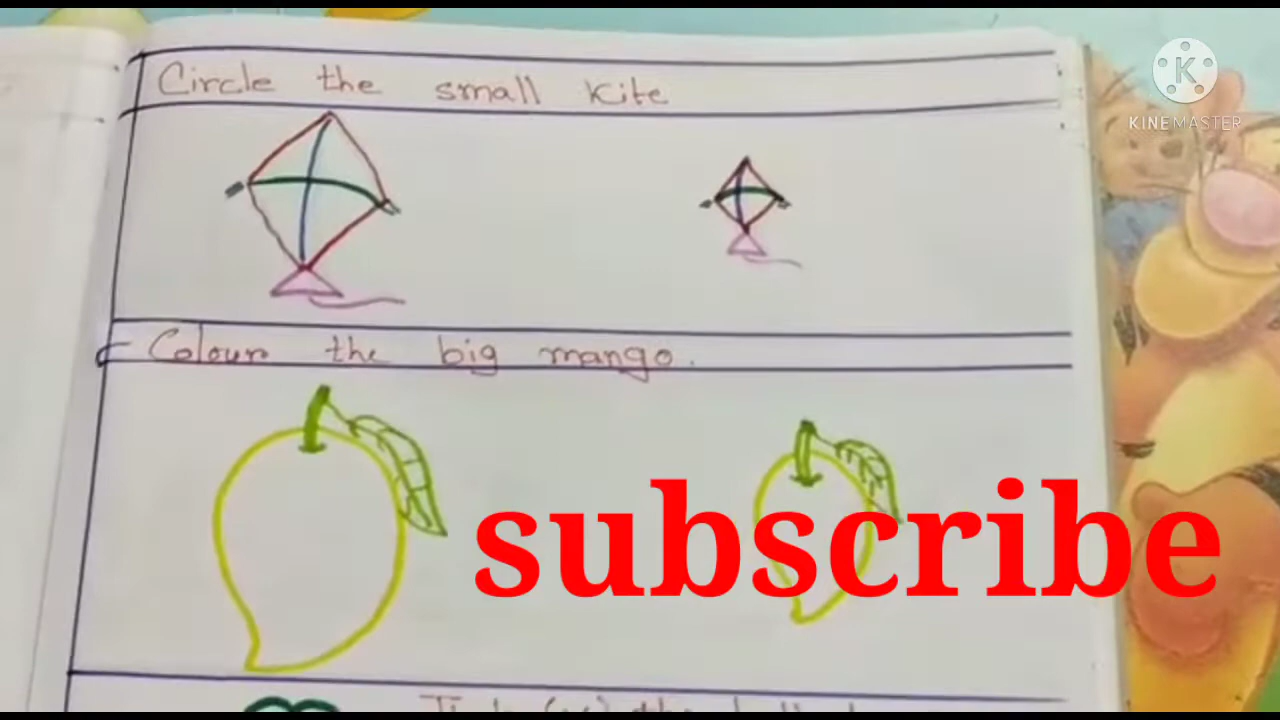 Circle the small kite
KINEMASTER
Colour the big mango.
subscribe